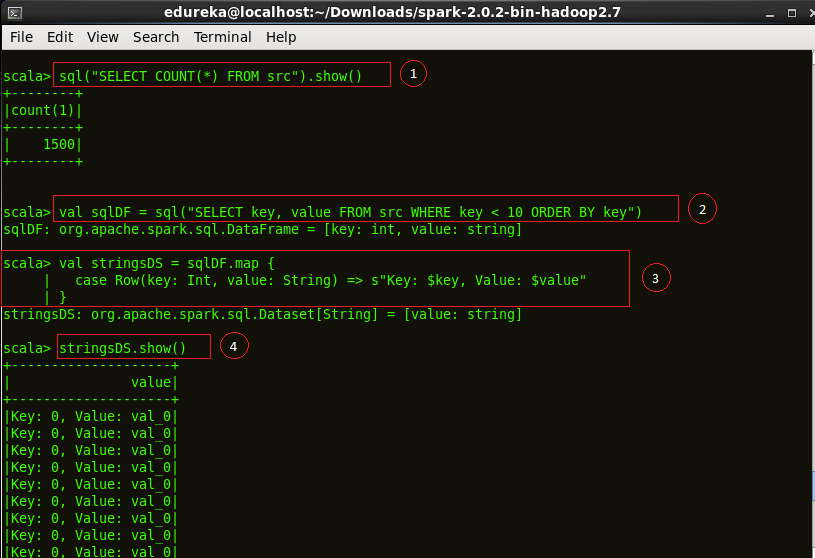 edureka@localhost:~/Downloads/spark-2.0.2-bin-hadoop2.7
File Edit View Search Terminal Help
scala> sql("SELECT COUNT(*) FROM src").show() 1
+--------+
|count(1)|
+--------+
|    1500|
+--------+
scala> val sqlDF = sql("SELECT key, value FROM src WHERE key < 10 ORDER BY key") 2
sqlDF: org.apache.spark.sql.DataFrame = [key: int, value: string]
scala> val stringsDS = sqlDF.map {
     |   case Row(key: Int, value: String) => s"Key: $key, Value: $value" 3
     | }
stringsDS: org.apache.spark.sql.Dataset[String] = [value: string]
scala> stringsDS.show() 4
+--------------------+
|               value|
+--------------------+
|Key: 0, Value: val_0|
|Key: 0, Value: val_0|
|Key: 0, Value: val_0|
|Key: 0, Value: val_0|
|Key: 0, Value: val_0|
|Key: 0, Value: val_0|
|Key: 0, Value: val_0|
|Key: 0, Value: val_0|
|Key: 0, Value: val_0|